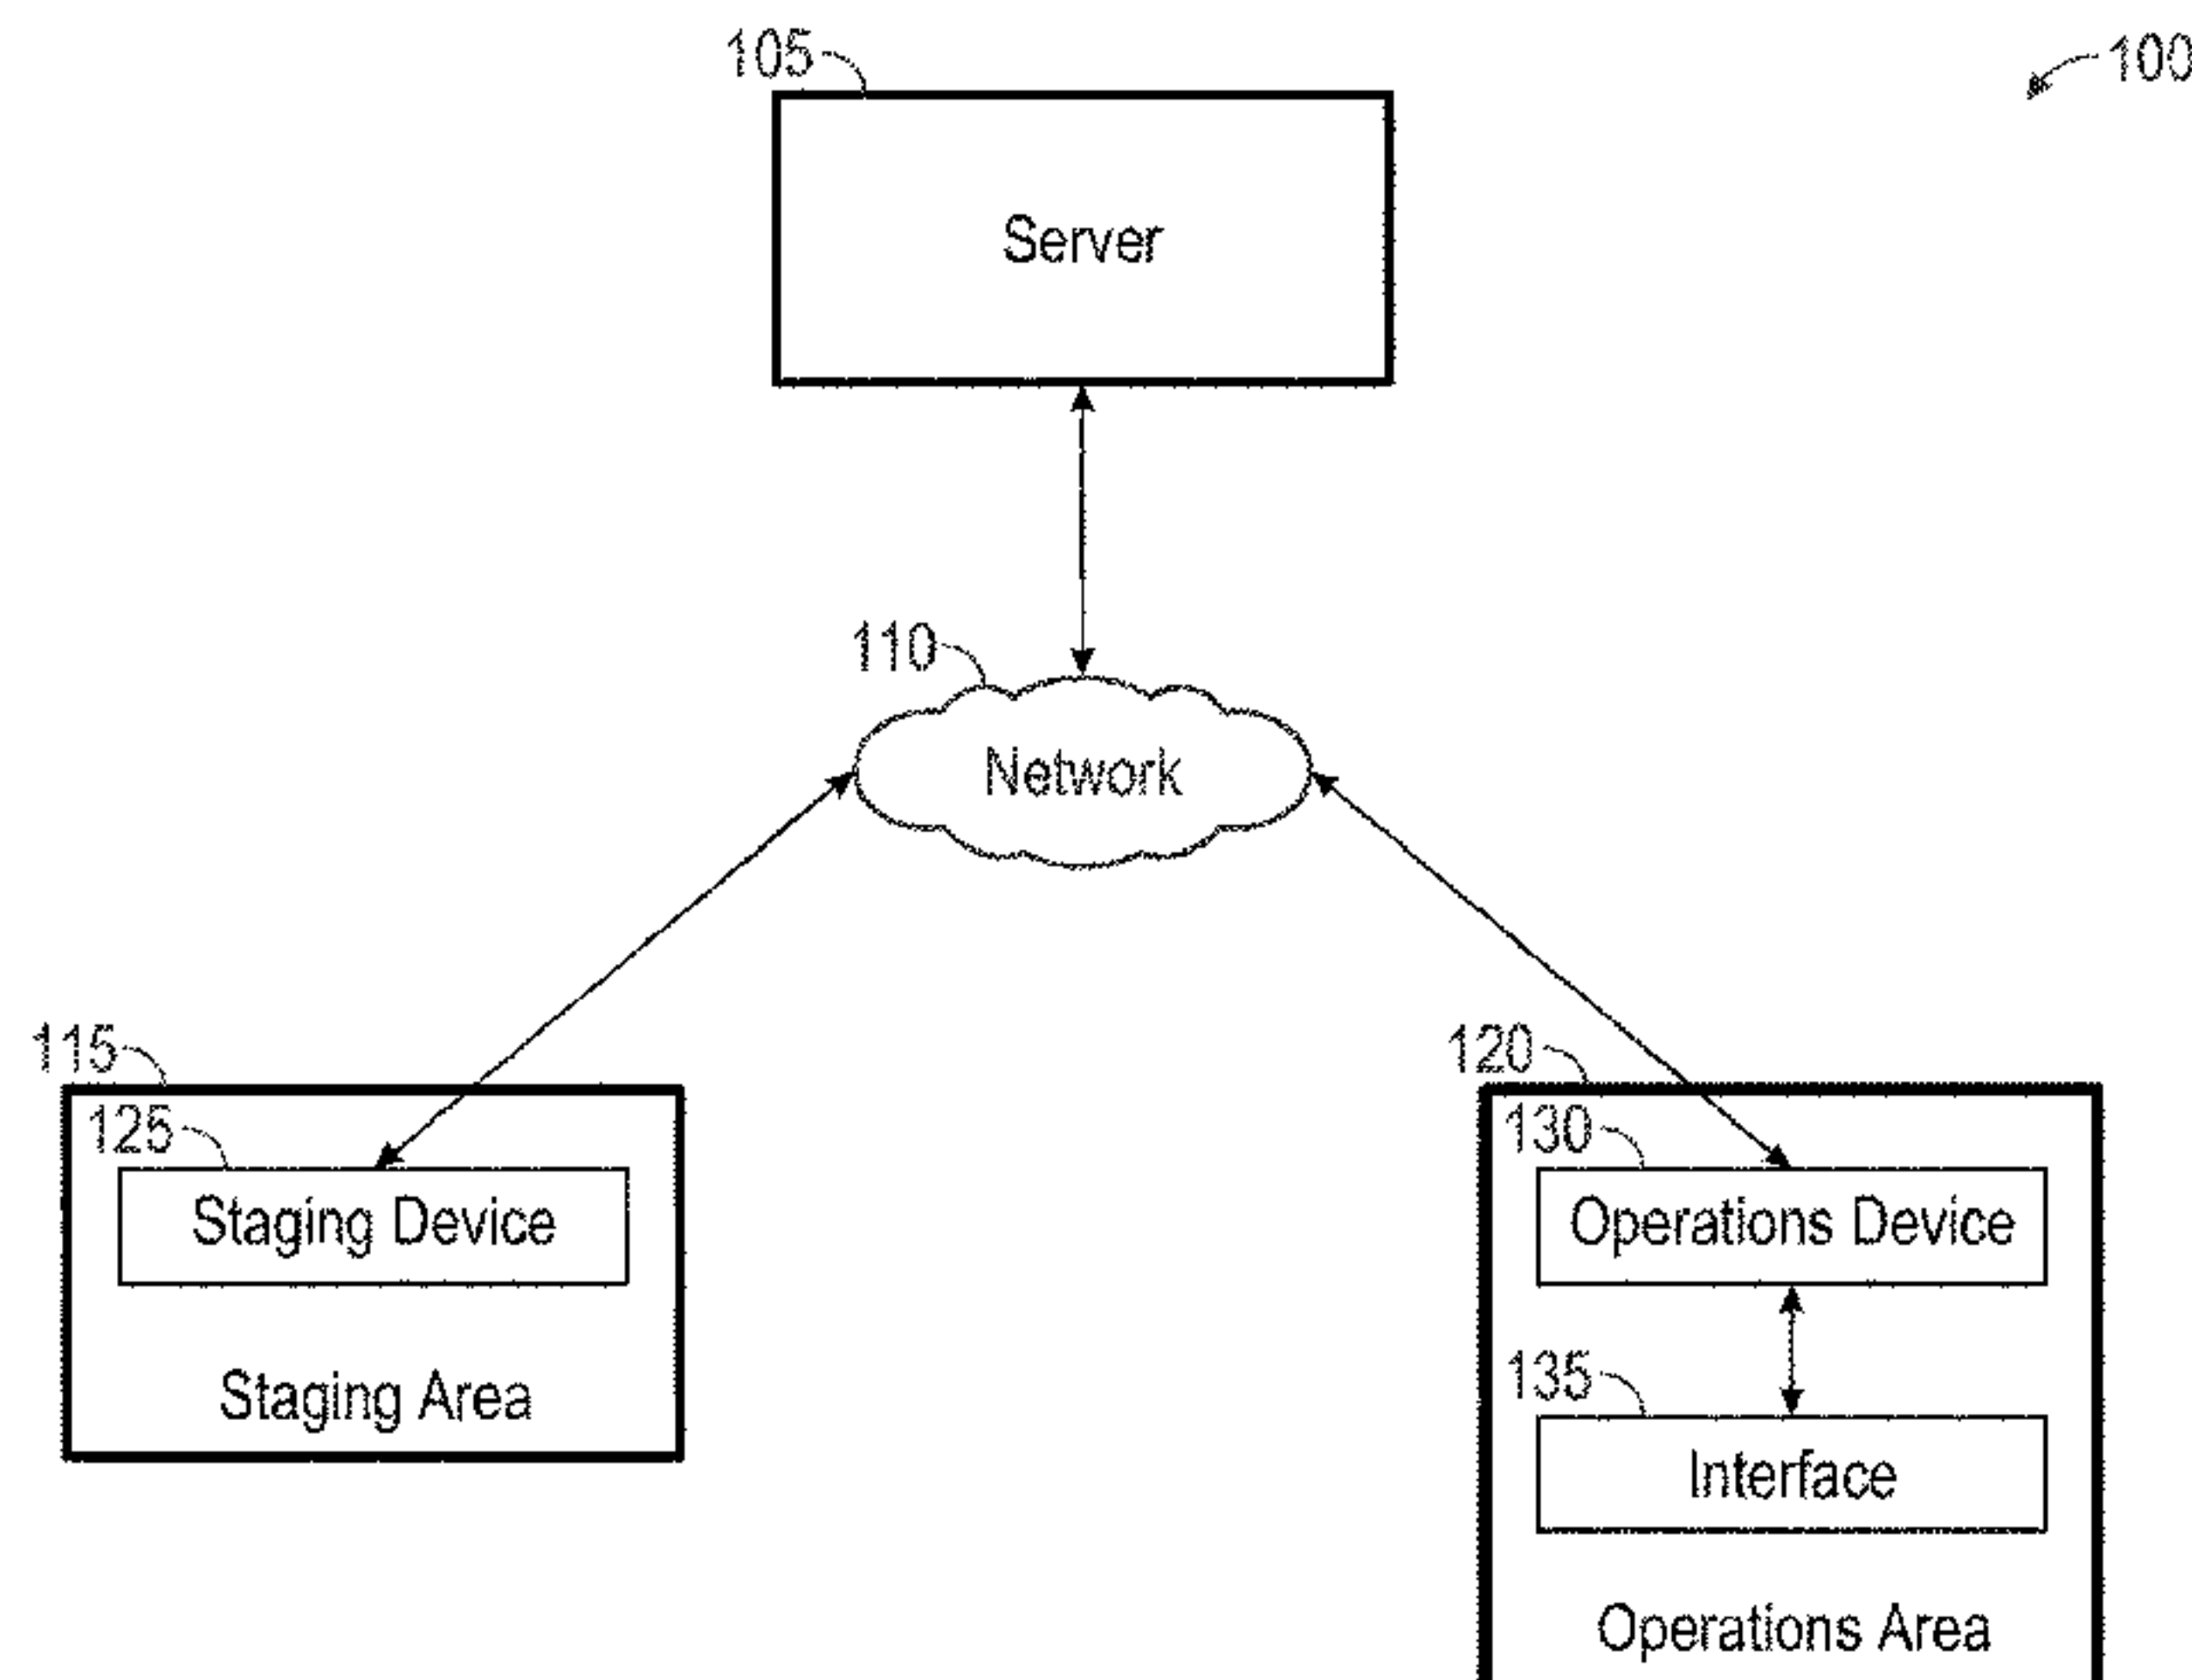 105
100
Server
110
Network
115
120
125
130
Staging Device
Operations Device
135
Staging Area
Interface
Operations Area